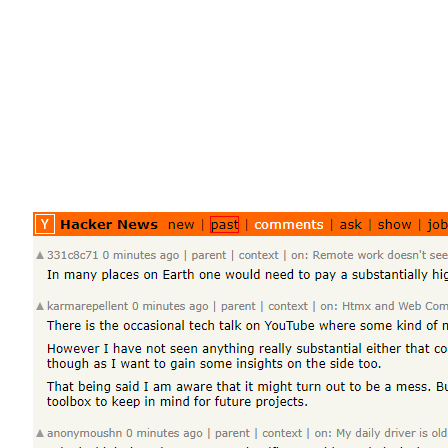 Y Hacker News new | past | comments | ask | show | job
▲ 331c8c71 0 minutes ago | parent | context | on: Remote work doesn't see
In many places on Earth one would need to pay a substantially hig
▲ karmarepellent 0 minutes ago | parent | context | on: Htmx and Web Com
There is the occasional tech talk on YouTube where some kind of
However I have not seen anything really substantial either that co
though as I want to gain some insights on the side too.
That being said I am aware that it might turn out to be a mess. Bu
toolbox to keep in mind for future projects.
▲ anonymoushn 0 minutes ago | parent | context | on: My daily driver is old